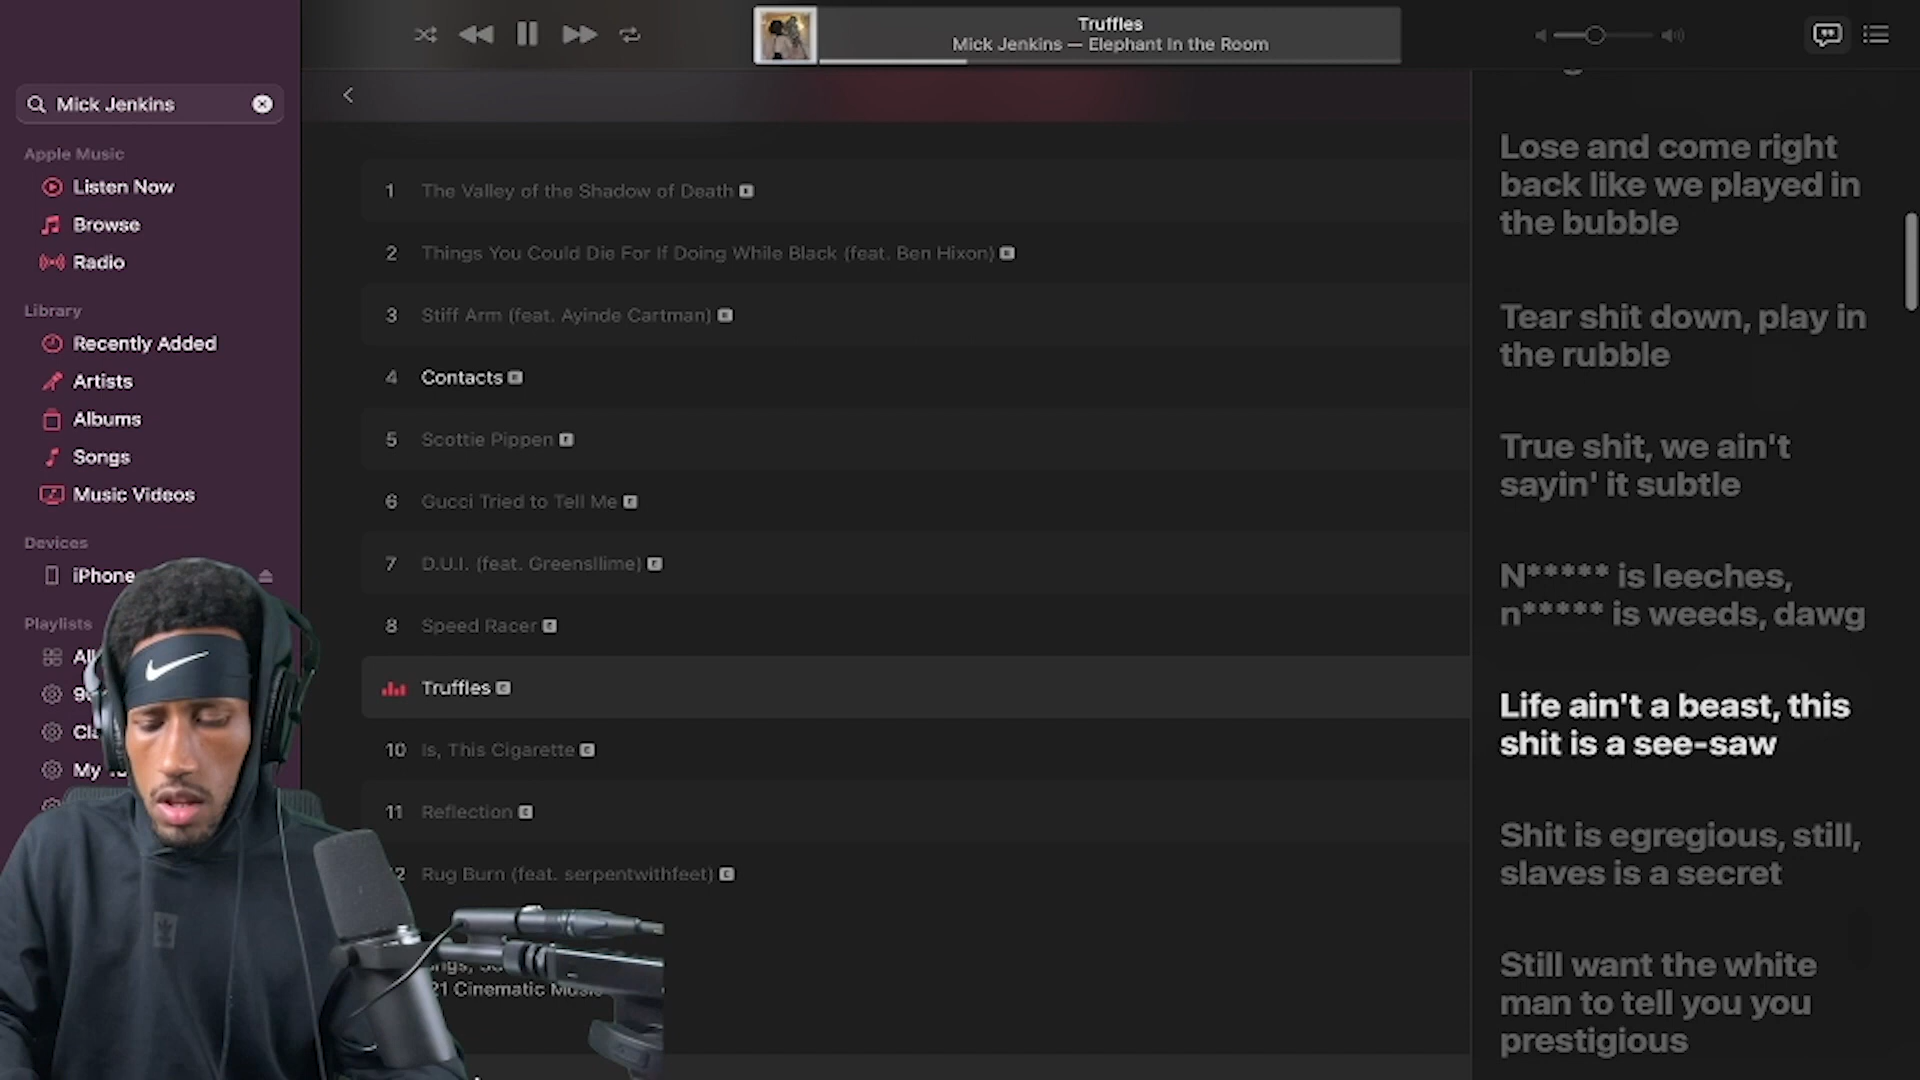 Truffles
Mick Jenkins — Elephant In the Room
Mick Jenkins
Apple Music
Listen Now
Browse
Radio
Library
Recently Added
Artists
Albums
Songs
Music Videos
Devices
iPhone
Playlists
My
1 The Valley of the Shadow of Death E
2 Things You Could Die For If Doing While Black (feat. Ben Hixon) E
3 Stiff Arm (feat. Ayinde Cartman) E
4 Contacts E
5 Scottie Pippen E
6 Gucci Tried to Tell Me E
7 D.U.I. (feat. Greensllime) E
8 Speed Racer E
Truffles E
10 Is, This Cigarette E
11 Reflection E
2 Rug Burn (feat. serpentwithfeet) E
21 Cinematic Music
Lose and come right
back like we played in
the bubble
Tear shit down, play in
the rubble
True shit, we ain't
sayin' it subtle
N***** is leeches,
n***** is weeds, dawg
Life ain't a beast, this
shit is a see-saw
Shit is egregious, still,
slaves is a secret
Still want the white
man to tell you you
prestigious